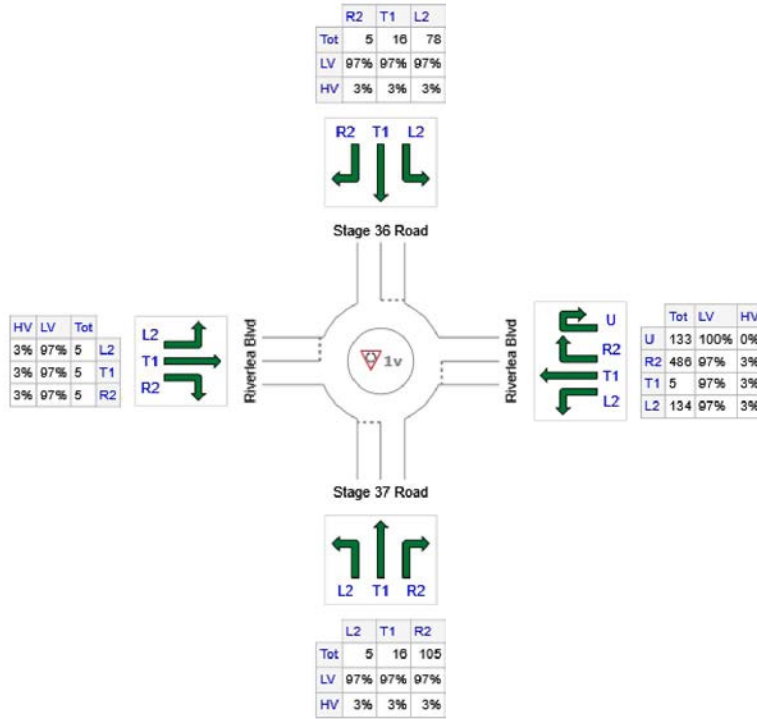 R2 T1 L2
Tot 5 16 78
LV 97% 97% 97%
HV 3% 3% 3%
R2 T1 L2
Stage 36 Road
HV LV Tot
3% 97% 5 L2
3% 97% 5 T1
3% 97% 5 R2
L2
T1
R2
Riverlea Blvd
1v
Riverlea Blvd
U
R2
T1
L2
Tot LV HV
U 133 100% 0%
R2 486 97% 3%
T1 5 97% 3%
L2 134 97% 3%
Stage 37 Road
L2 T1 R2
L2 T1 R2
Tot 5 16 105
LV 97% 97% 97%
HV 3% 3% 3%